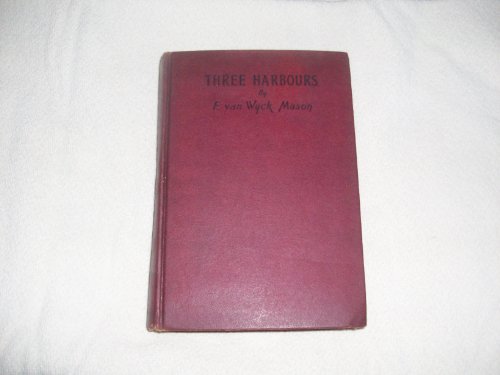 THREE HARBOURS
By
F. van Wyck Mason